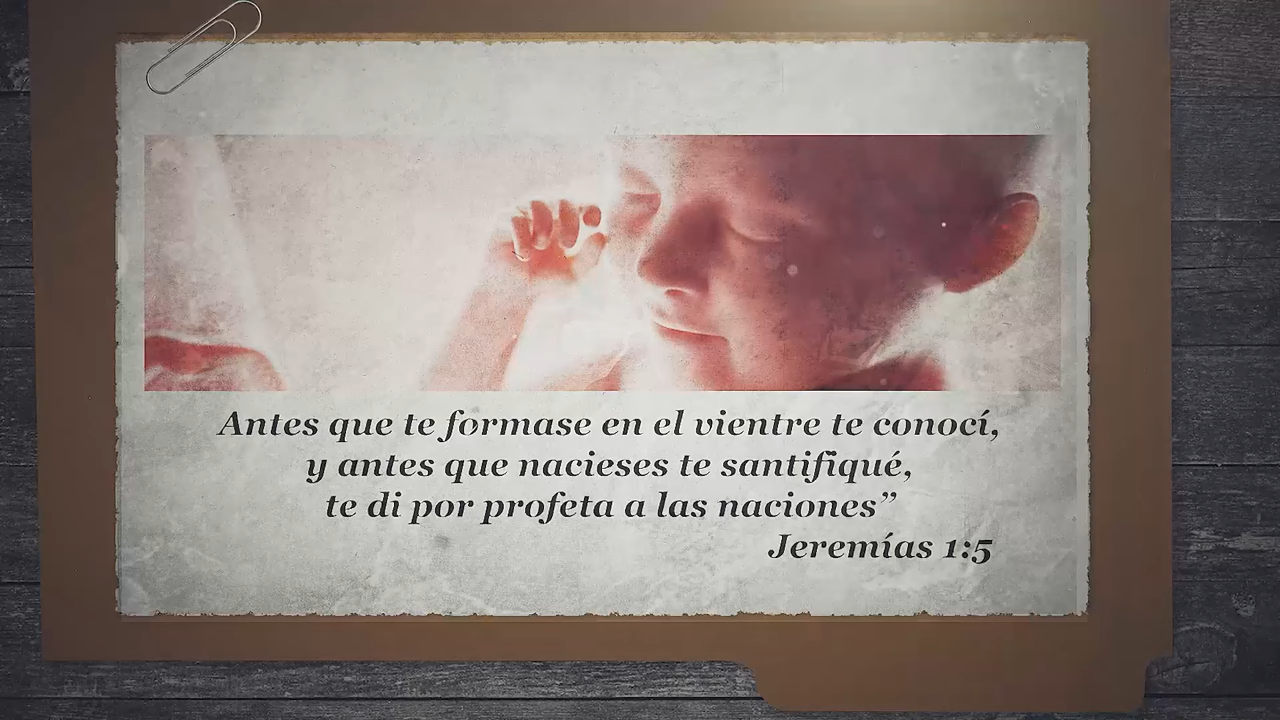 Antes que te formase en el vientre te conocí,
y antes que nacieses te santifiqué,
te di por profeta a las naciones”
Jeremías 1:5